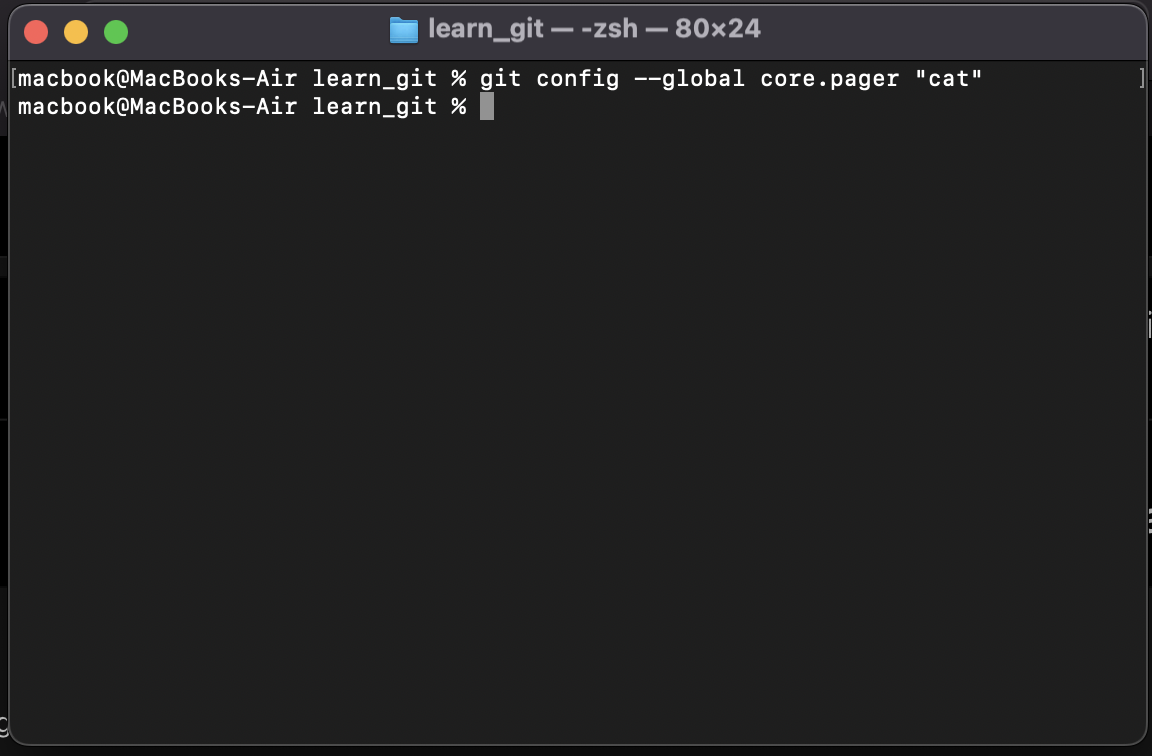 learn_git — -zsh — 80×24
[macbook@MacBooks-Air learn_git % git config --global core.pager "cat" ]
macbook@MacBooks-Air learn_git %